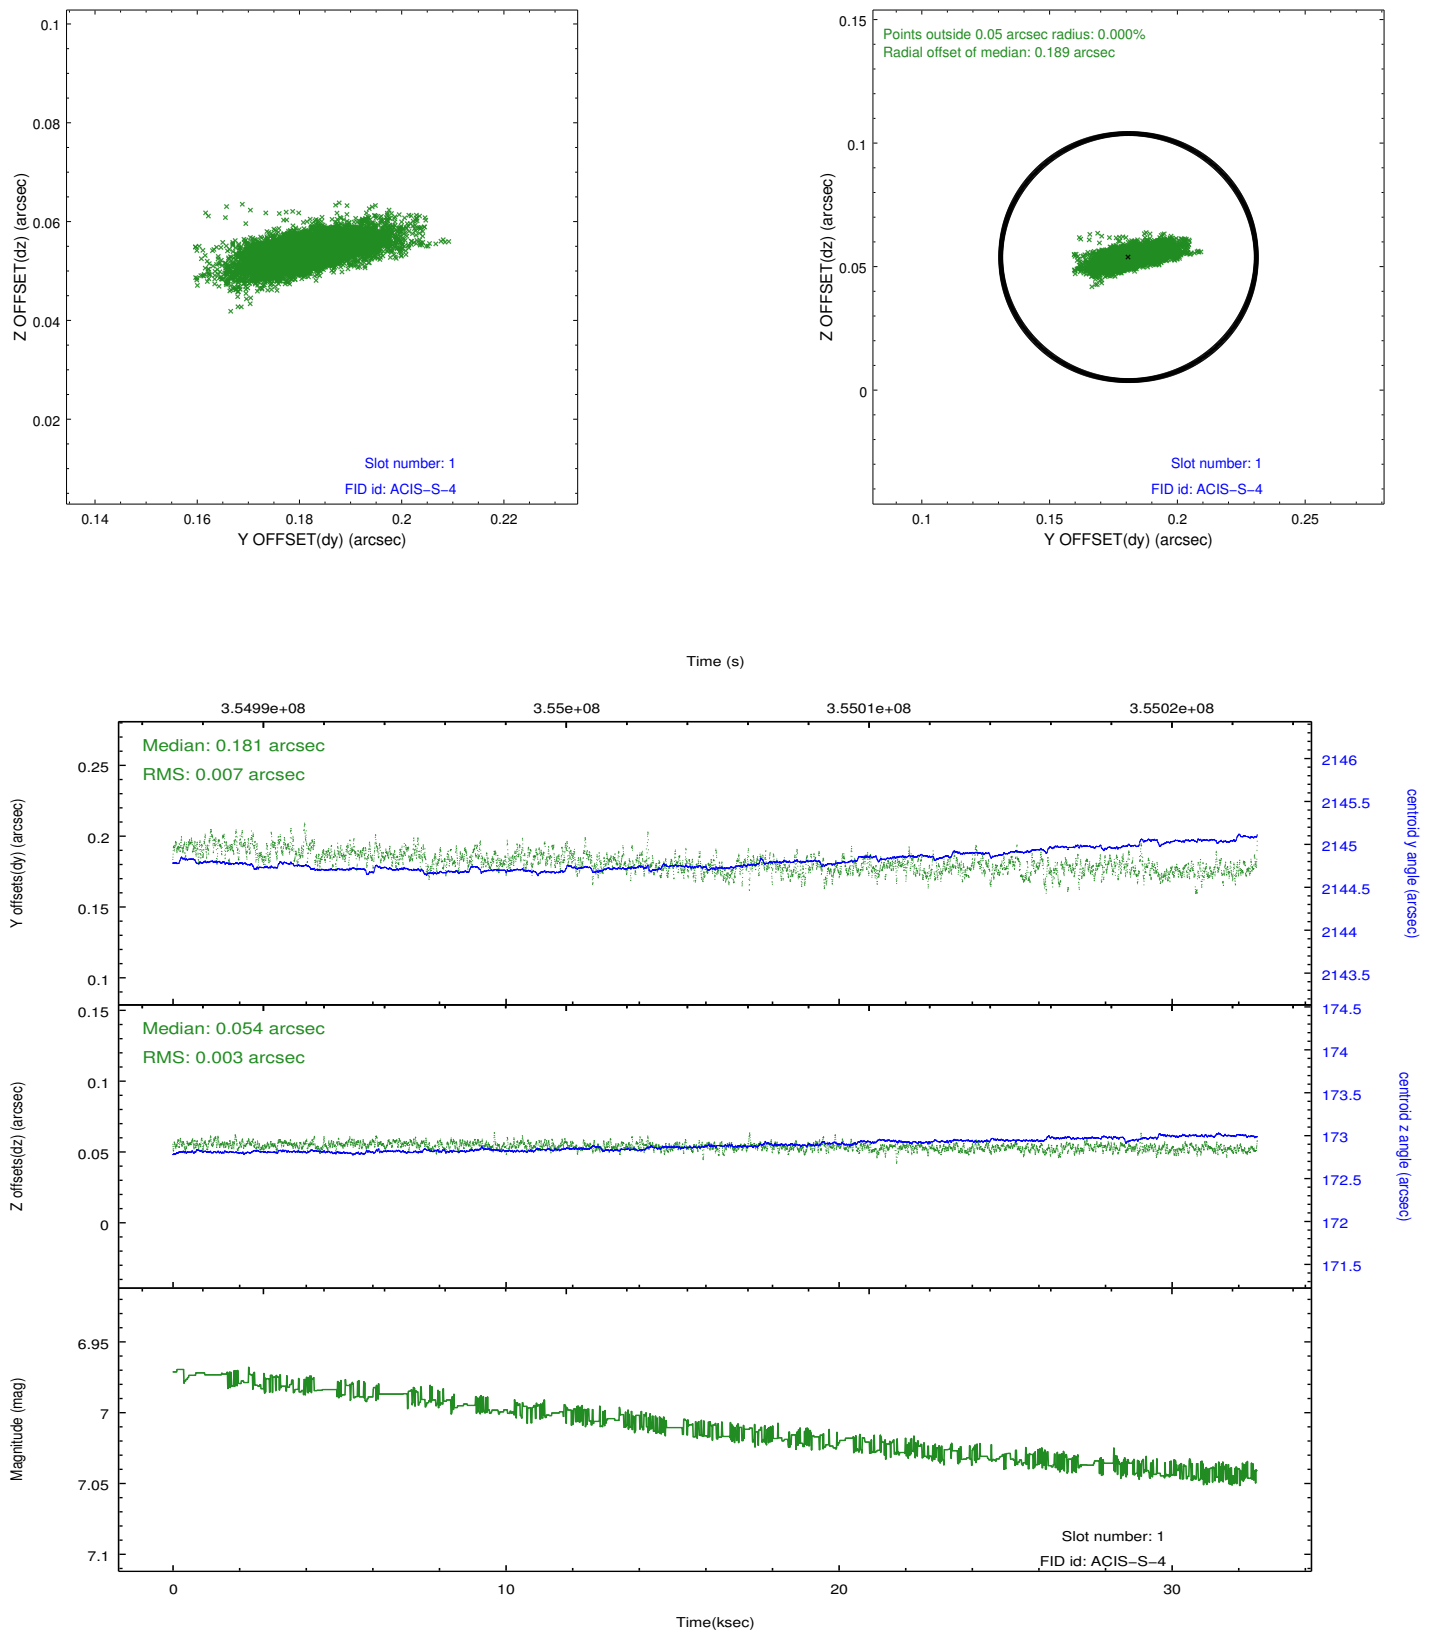 0.1
0.08
0.06
0.04
0.02
Z OFFSET(dz) (arcsec)
Slot number: 1
FID id: ACIS−S−4
0.14 0.16 0.18 0.2 0.22
Y OFFSET(dy) (arcsec)
Points outside 0.05 arcsec radius: 0.000%
Radial offset of median: 0.189 arcsec
0.15
0.1
0.05
0
Z OFFSET(dz) (arcsec)
Slot number: 1
FID id: ACIS−S−4
0.1 0.15 0.2 0.25
Y OFFSET(dy) (arcsec)
Time (s)
3.5499e+08 3.55e+08 3.5501e+08 3.5502e+08
Median: 0.181 arcsec
RMS: 0.007 arcsec
0.25
0.2
0.15
0.1
Y offsets(dy) (arcsec)
2146
2145.5
2145
2144.5
2144
2143.5
centroid y angle (arcsec)
Median: 0.054 arcsec
RMS: 0.003 arcsec
0.15
0.1
0.05
0
Z offsets(dz) (arcsec)
174.5
174
173.5
173
172.5
172
171.5
centroid z angle (arcsec)
6.95
7
7.05
7.1
Magnitude (mag)
Slot number: 1
FID id: ACIS−S−4
0 10 20 30
Time(ksec)